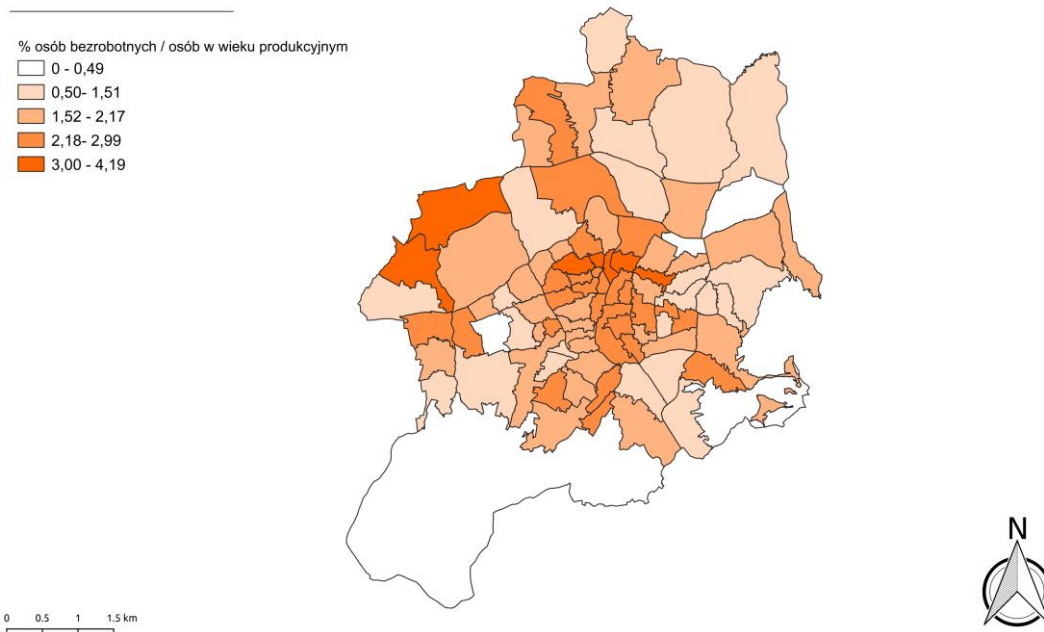 % osób bezrobotnych / osób w wieku produkcyjnym
0 - 0,49
0,50- 1,51
1,52 - 2,17
2,18- 2,99
3,00 - 4,19
N
0 0.5 1 1.5 km